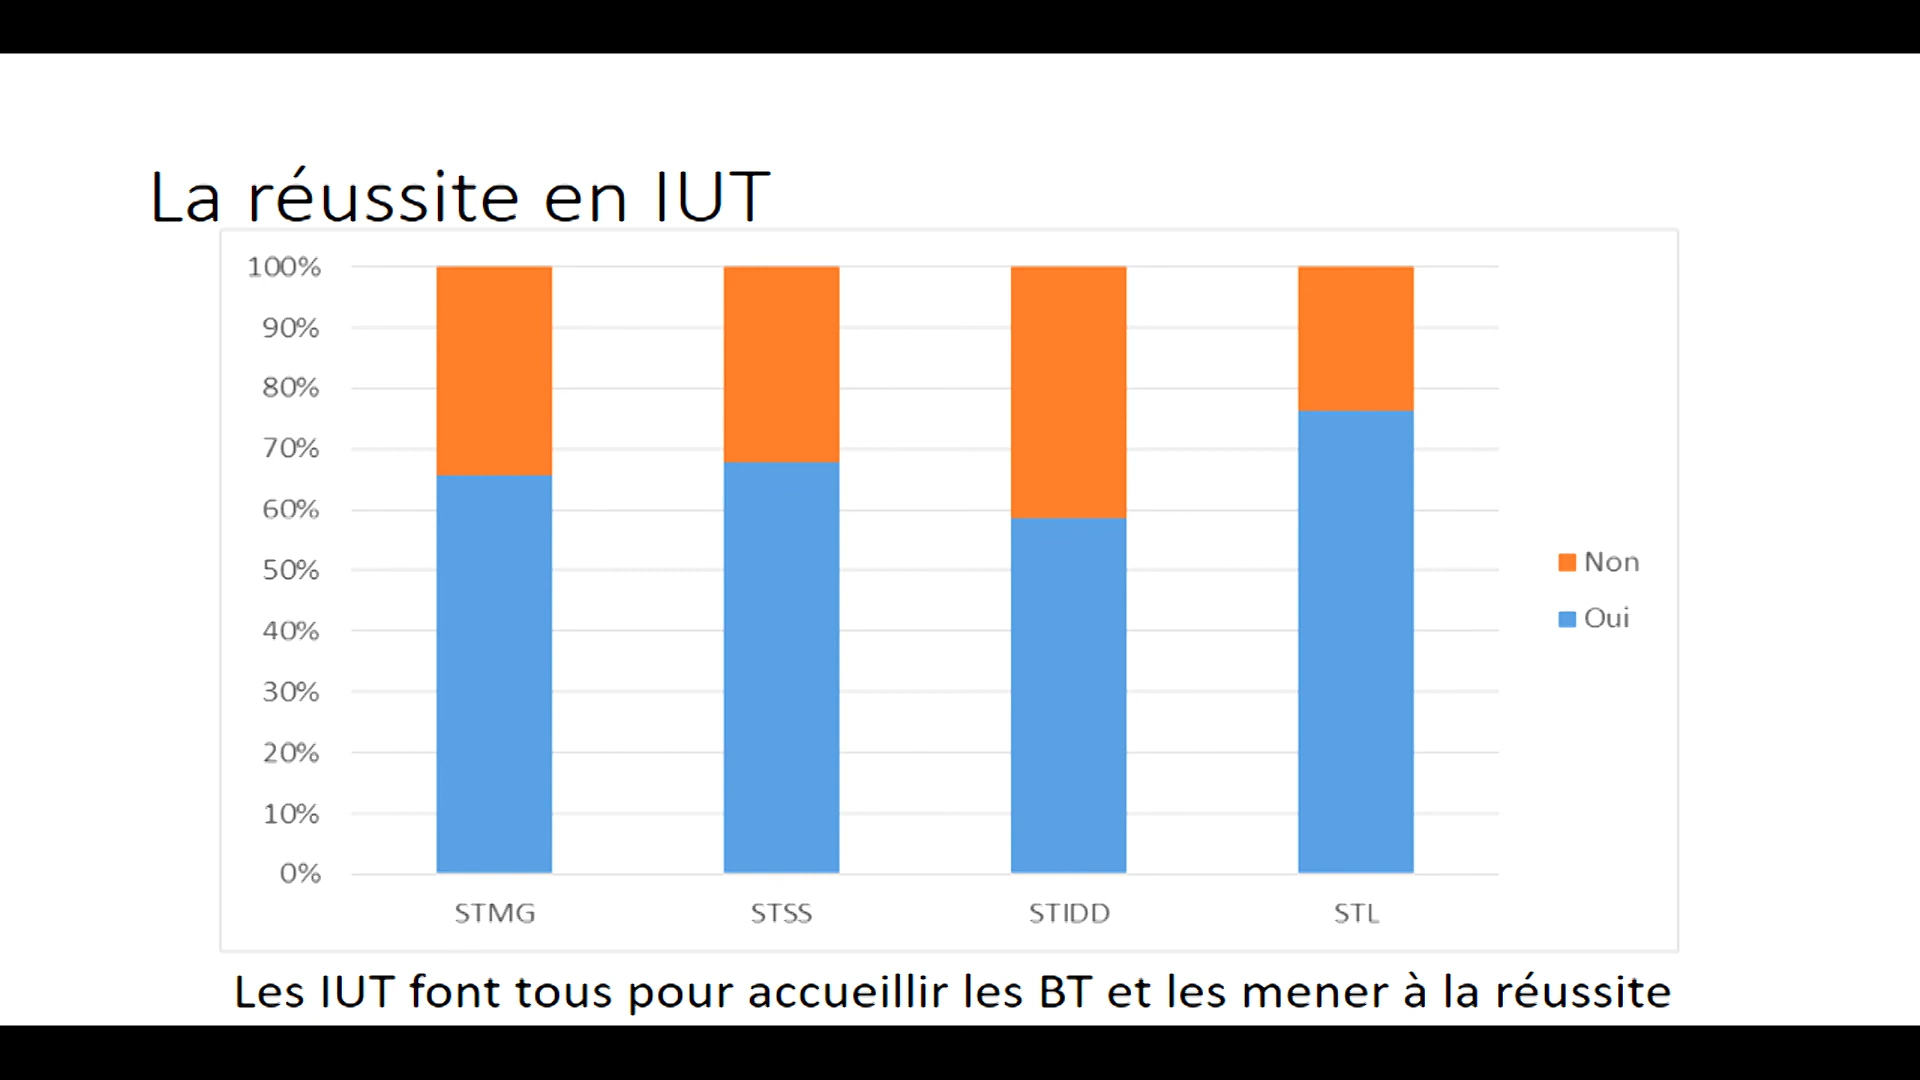 La réussite en IUT
100%
90%
80%
70%
60%
50%
40%
30%
20%
10%
0%
STMG STSS STIDD STL
Non
Oui
Les IUT font tous pour accueillir les BT et les mener à la réussite